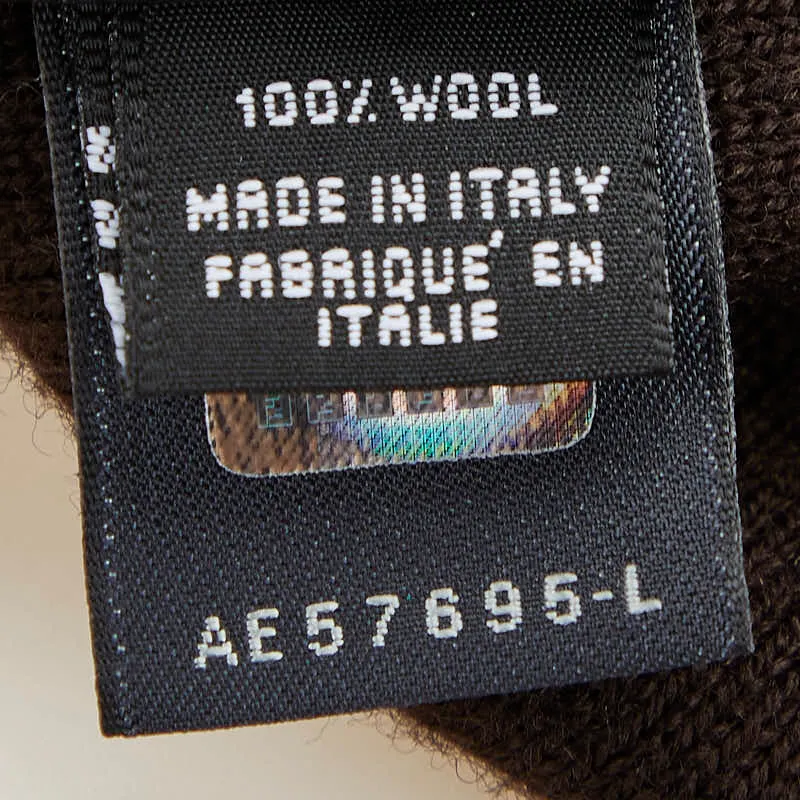 100% WOOL
MADE IN ITALY
FABRIQUE' EN
ITALIE
AE57695-L